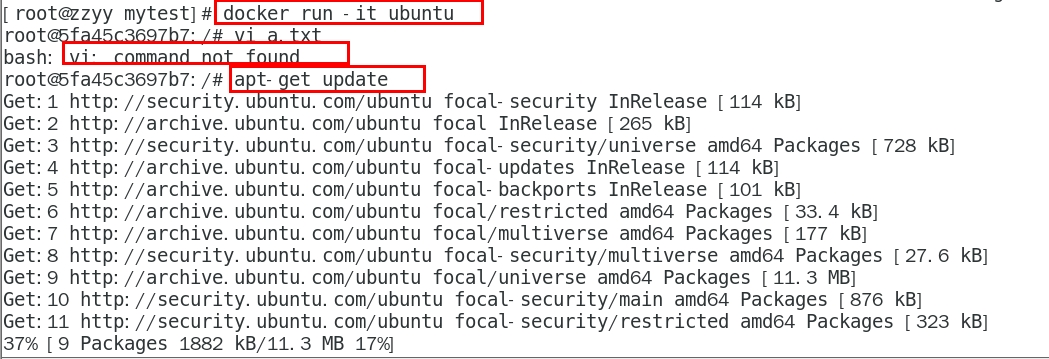 [root@zzyy mytest]# docker run -it ubuntu
root@5fa45c3697b7:/# vi a.txt
bash: vi: command not found
root@5fa45c3697b7:/# apt-get update
Get:1 http://security.ubuntu.com/ubuntu focal-security InRelease [114 kB]
Get:2 http://archive.ubuntu.com/ubuntu focal InRelease [265 kB]
Get:3 http://security.ubuntu.com/ubuntu focal-security/universe amd64 Packages [728 kB]
Get:4 http://archive.ubuntu.com/ubuntu focal-updates InRelease [114 kB]
Get:5 http://archive.ubuntu.com/ubuntu focal-backports InRelease [101 kB]
Get:6 http://archive.ubuntu.com/ubuntu focal/restricted amd64 Packages [33.4 kB]
Get:7 http://archive.ubuntu.com/ubuntu focal/multiverse amd64 Packages [177 kB]
Get:8 http://security.ubuntu.com/ubuntu focal-security/multiverse amd64 Packages [27.6 kB]
Get:9 http://archive.ubuntu.com/ubuntu focal/universe amd64 Packages [11.3 MB]
Get:10 http://security.ubuntu.com/ubuntu focal-security/main amd64 Packages [876 kB]
Get:11 http://security.ubuntu.com/ubuntu focal-security/restricted amd64 Packages [323 kB]
37% [9 Packages 1882 kB/11.3 MB 17%]